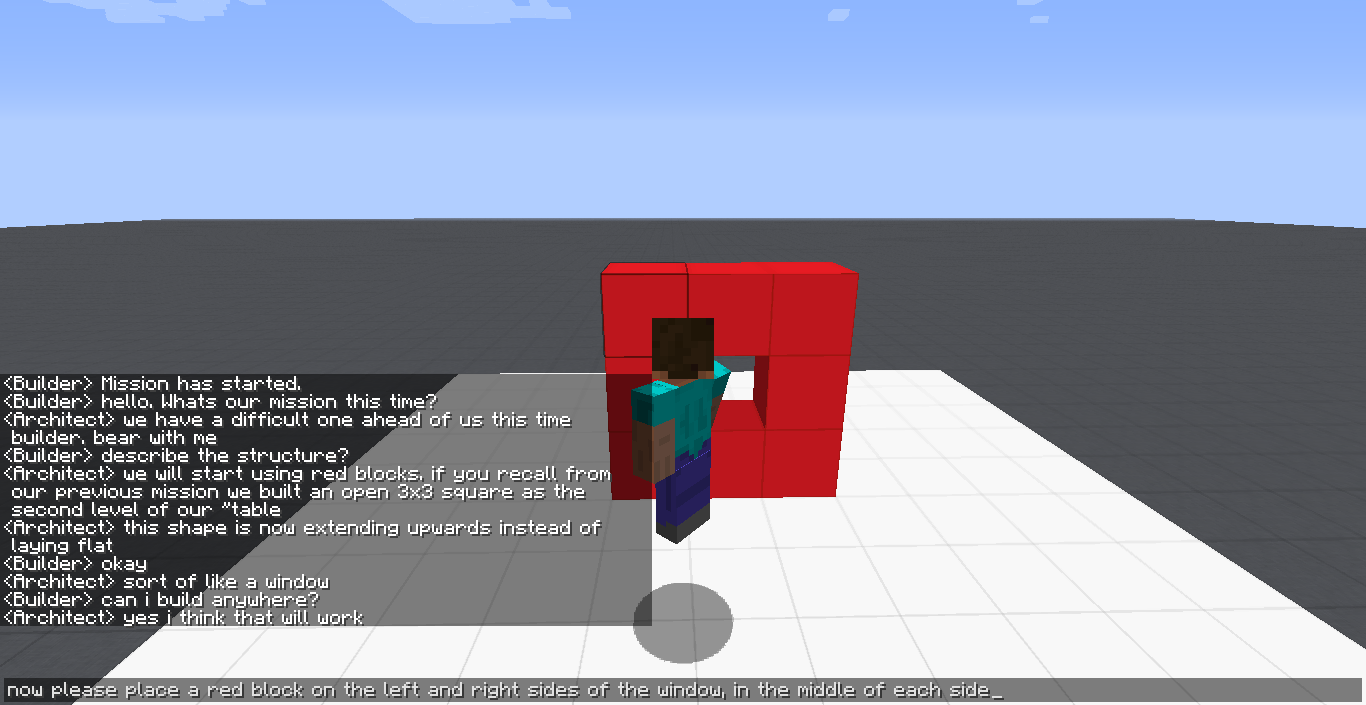 <Builder> Mission has started.
<Builder> hello. Whats our mission this time?
<Architect> we have a difficult one ahead of us this time
builder. bear with me
<Builder> describe the structure?
<Architect> we will start using red blocks. if you recall from
our previous mission we built an open 3x3 square as the
second level of our "table
<Architect> this shape is now extending upwards instead of
laying flat
<Builder> okay
<Architect> sort of like a window
<Builder> can i build anywhere?
<Architect> yes i think that will work
now please place a red block on the left and right sides of the window, in the middle of each side_